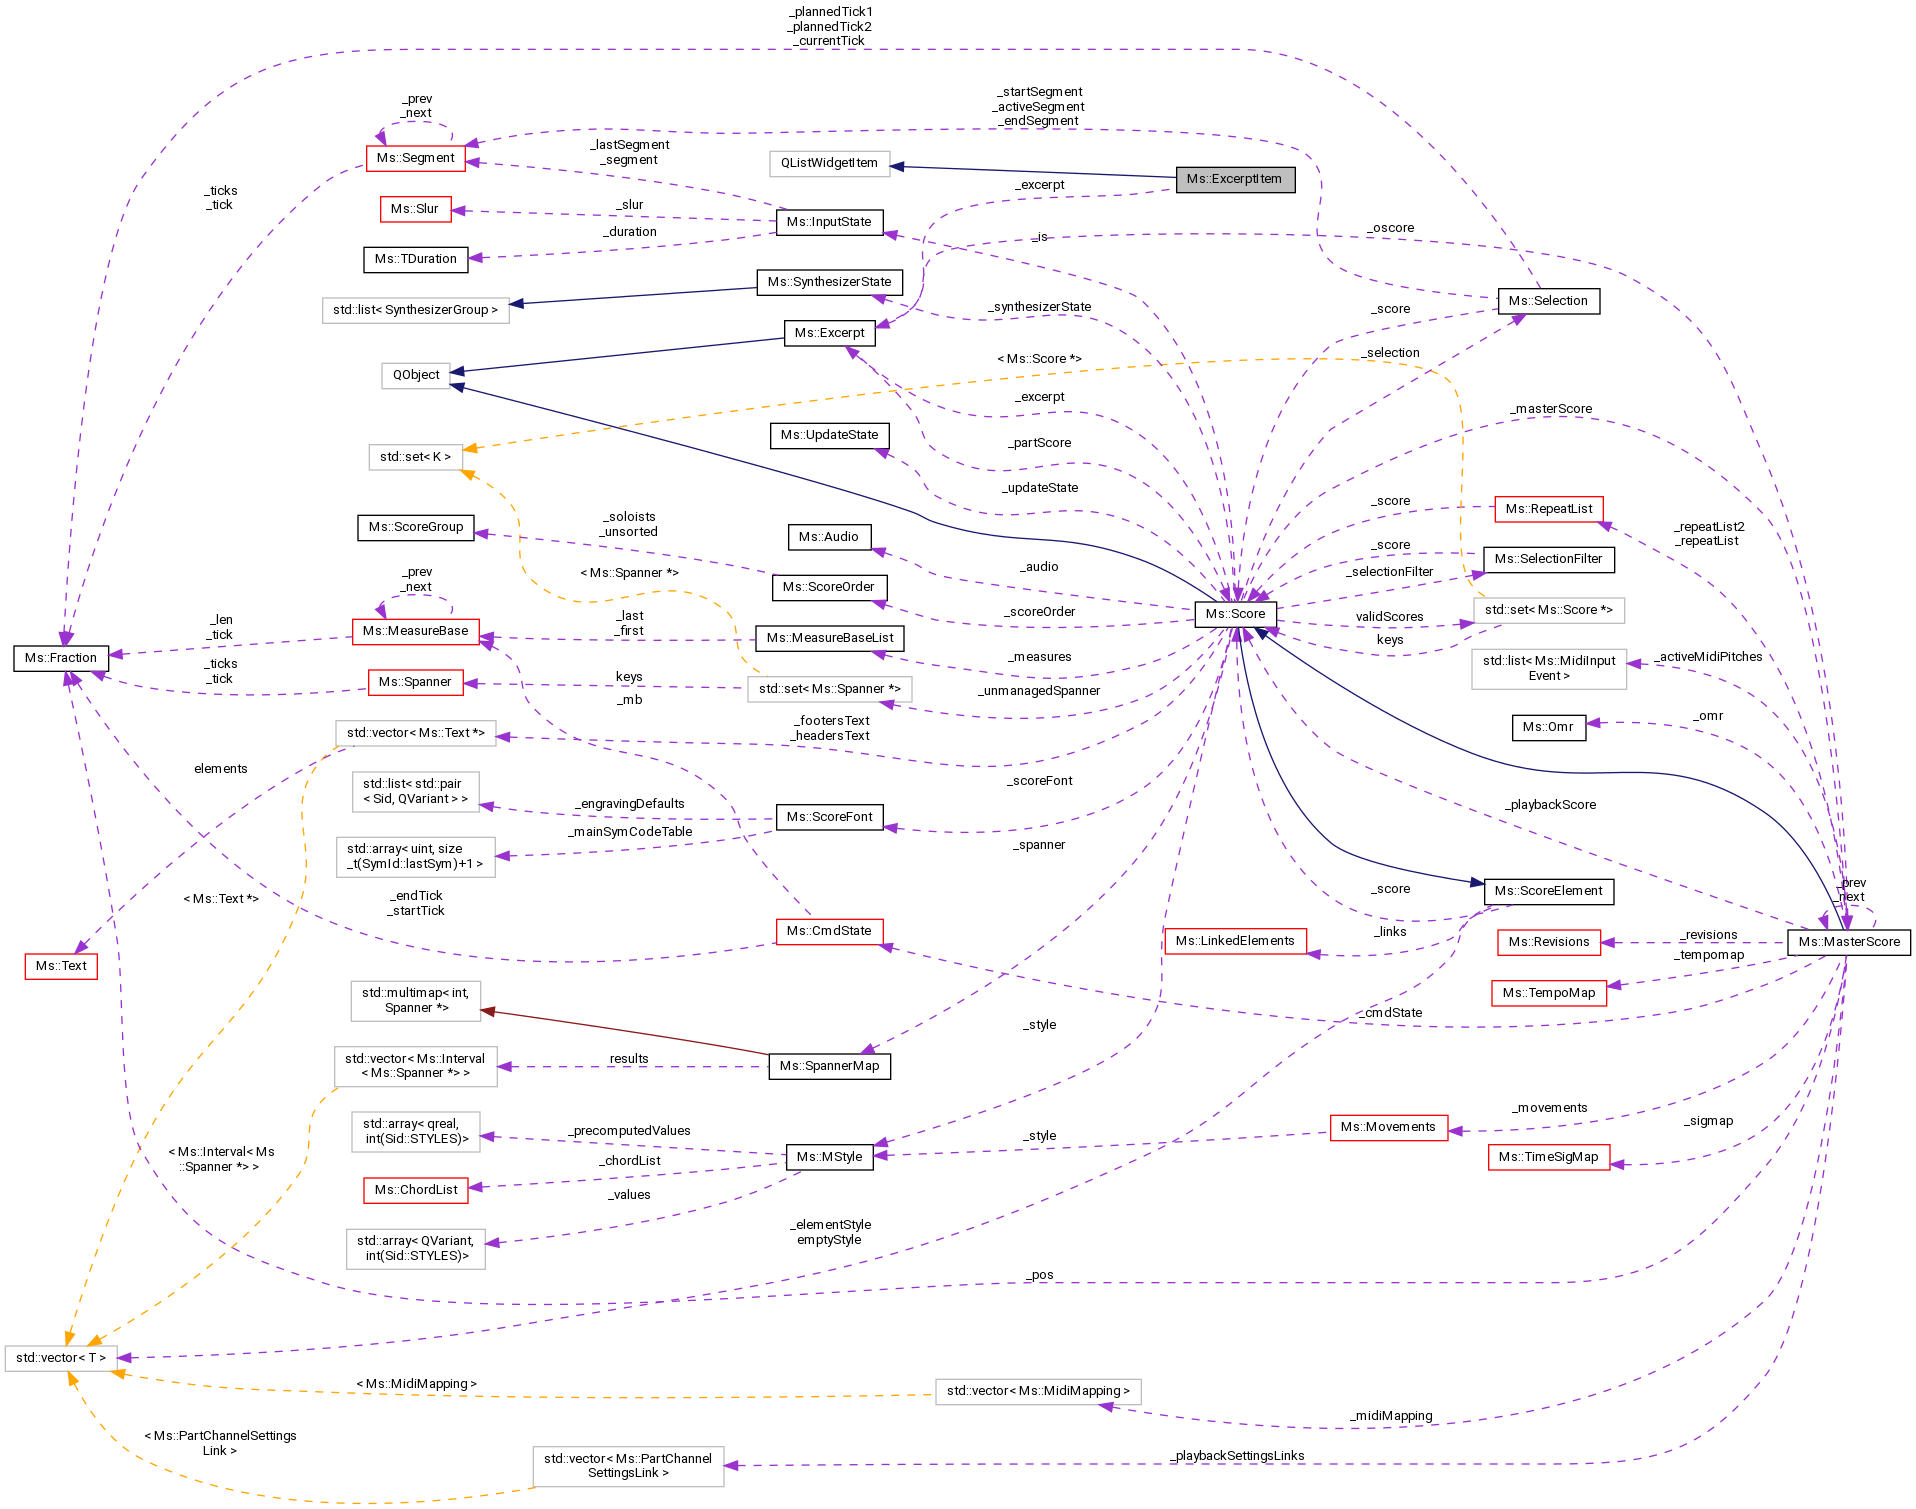 _plannedTick1
_plannedTick2
_currentTick
_prev
_next
_startSegment
_activeSegment
_endSegment
_lastSegment
_segment
Ms::Segment
QListWidgetItem
Ms::ExcerptItem
_ticks
_tick
_excerpt
Ms::Slur
_slur
Ms::InputState
_duration
_is
_oscore
Ms::TDuration
Ms::SynthesizerState
std::list< SynthesizerGroup >
_synthesizerState
Ms::Selection
_score
Ms::Excerpt
QObject
< Ms::Score *>
_selection
_excerpt
_masterScore
Ms::UpdateState
_partScore
std::set< K >
_updateState
_score
Ms::RepeatList
Ms::ScoreGroup
_soloists
_unsorted
Ms::Audio
_repeatList2
_repeatList
_score
Ms::SelectionFilter
_audio
_selectionFilter
_prev
_next
< Ms::Spanner *>
Ms::ScoreOrder
_scoreOrder
Ms::Score
validScores
std::set< Ms::Score *>
keys
_len
_tick
Ms::MeasureBase
_last
_first
Ms::MeasureBaseList
_measures
Ms::Fraction
_ticks
_tick
Ms::Spanner
keys
std::set< Ms::Spanner *>
_unmanagedSpanner
std::list< Ms::MidiInput
Event >
_activeMidiPitches
_mb
std::vector< Ms::Text *>
_footersText
_headersText
Ms::Omr
_omr
elements
std::list< std::pair
< Sid, QVariant > >
_engravingDefaults
Ms::ScoreFont
_scoreFont
_playbackScore
_mainSymCodeTable
std::array< uint, size
_t(SymId::lastSym)+1 >
_spanner
< Ms::Text *>
_endTick
_startTick
_score
Ms::ScoreElement
_prev
_next
Ms::CmdState
Ms::LinkedElements
_links
Ms::Revisions
_revisions
Ms::MasterScore
Ms::Text
_tempomap
Ms::TempoMap
std::multimap< int,
Spanner *>
_style
_cmdState
std::vector< Ms::Interval
< Ms::Spanner *> >
results
Ms::SpannerMap
std::array< qreal,
int(Sid::STYLES)>
_precomputedValues
_style
Ms::Movements
_movements
_sigmap
< Ms::Interval< Ms
::Spanner *> >
Ms::MStyle
Ms::TimeSigMap
Ms::ChordList
_chordList
_values
std::array< QVariant,
int(Sid::STYLES)>
_elementStyle
emptyStyle
_pos
std::vector< T >
< Ms::MidiMapping >
std::vector< Ms::MidiMapping >
_midiMapping
< Ms::PartChannelSettings
Link >
std::vector< Ms::PartChannel
SettingsLink >
_playbackSettingsLinks